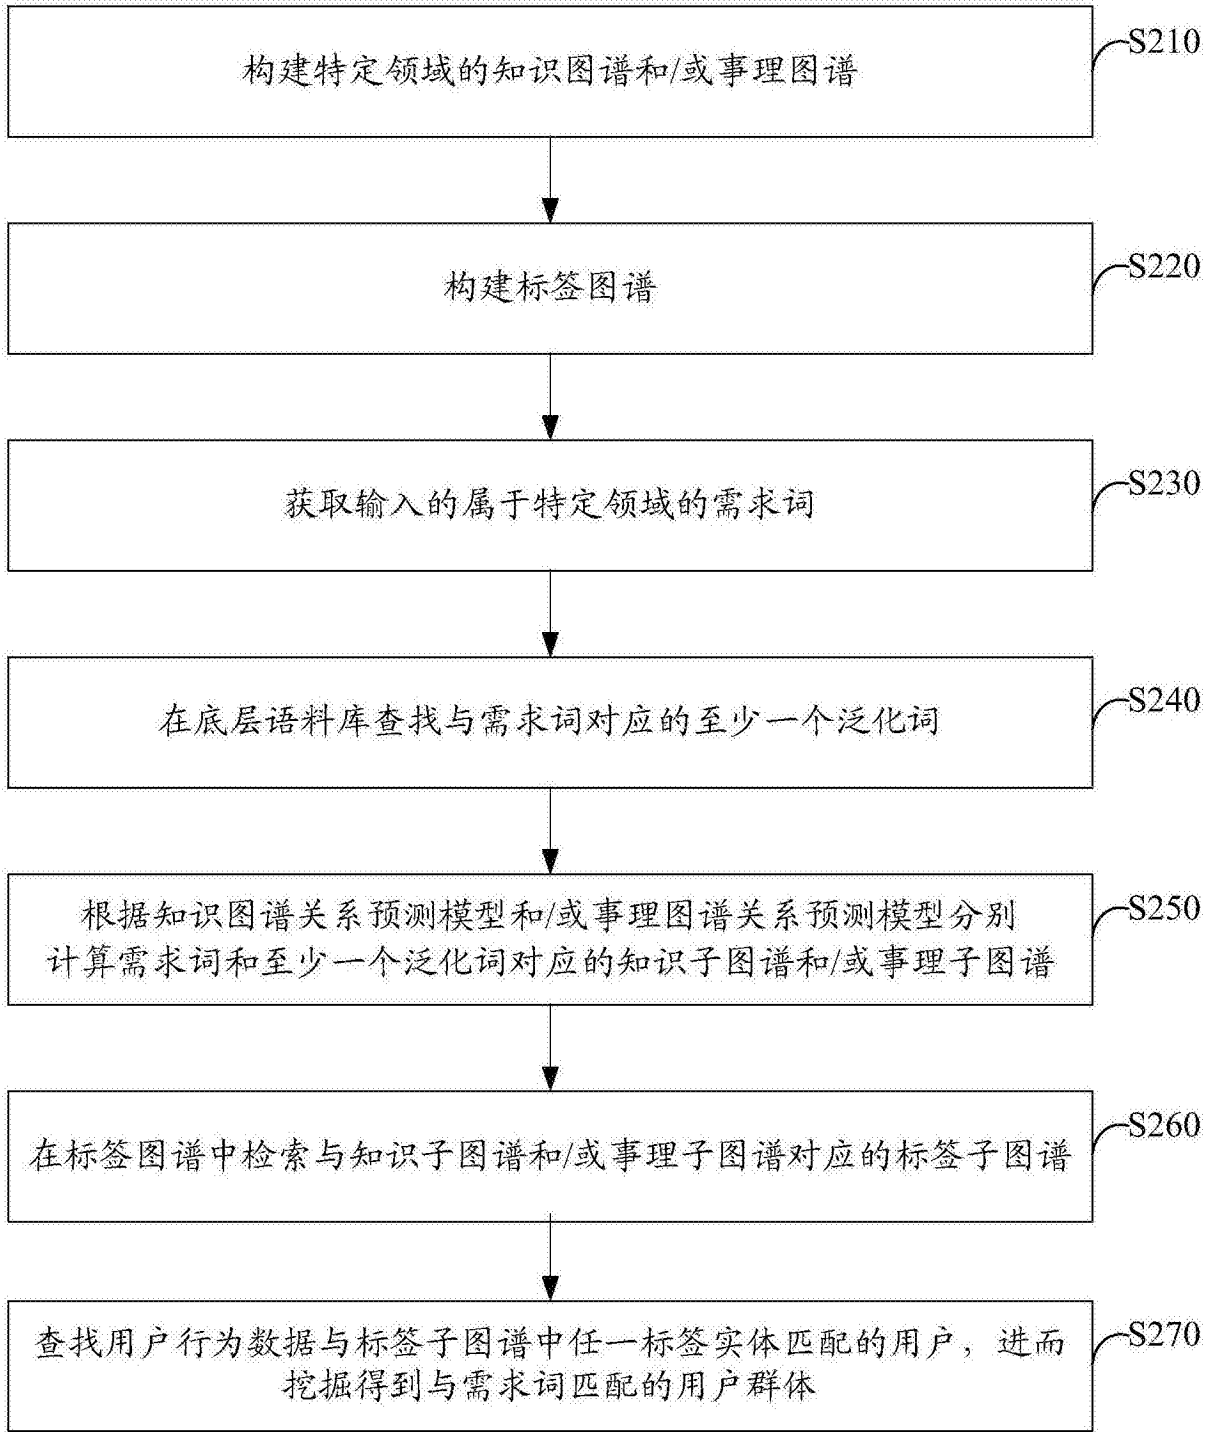 构建特定领域的知识图谱和/或事理图谱
S210
构建标签图谱
S220
获取输入的属于特定领域的需求词
S230
在底层语料库查找与需求词对应的至少一个泛化词
S240
根据知识图谱关系预测模型和/或事理图谱关系预测模型分别
计算需求词和至少一个泛化词对应的知识子图谱和/或事理子图谱
S250
在标签图谱中检索与知识子图谱和/或事理子图谱对应的标签子图谱
S260
查找用户行为数据与标签子图谱中任一标签实体匹配的用户，进而
挖掘得到与需求词匹配的用户群体
S270